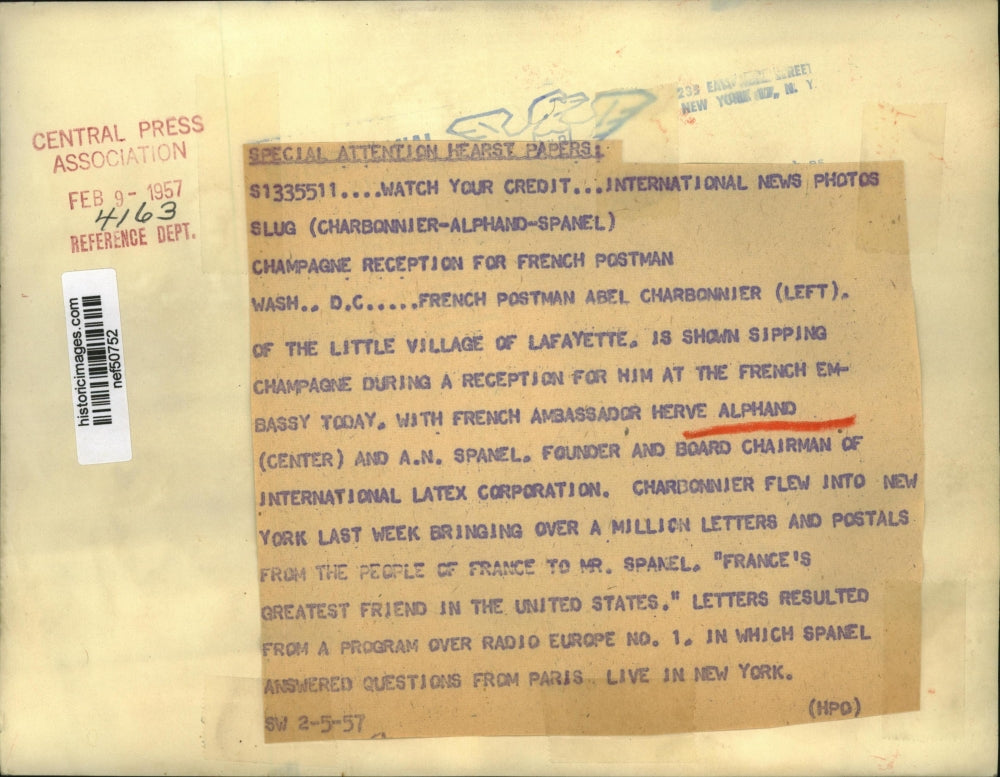 235 EAST STREET
NEW YORK N. Y.
CENTRAL PRESS
ASSOCIATION
FEB 9 - 1957
4163
REFERENCE DEPT.
historicimages.com
nef50752
SPECIAL ATTENTION HEARST PAPERS:
S1335511....WATCH YOUR CREDIT...INTERNATIONAL NEWS PHOTOS
SLUG (CHARBONNIER-ALPHAND-SPANEL)
CHAMPAGNE RECEPTION FOR FRENCH POSTMAN
WASH., D.C.....FRENCH POSTMAN ABEL CHARBONNIER (LEFT),
OF THE LITTLE VILLAGE OF LAFAYETTE, IS SHOWN SIPPING
CHAMPAGNE DURING A RECEPTION FOR HIM AT THE FRENCH EM-
BASSY TODAY, WITH FRENCH AMBASSADOR HERVE ALPHAND
(CENTER) AND A.N. SPANEL, FOUNDER AND BOARD CHAIRMAN OF
INTERNATIONAL LATEX CORPORATION. CHARBONNIER FLEW INTO NEW
YORK LAST WEEK BRINGING OVER A MILLION LETTERS AND POSTALS
FROM THE PEOPLE OF FRANCE TO MR. SPANEL, "FRANCE'S
GREATEST FRIEND IN THE UNITED STATES." LETTERS RESULTED
FROM A PROGRAM OVER RADIO EUROPE NO. 1, IN WHICH SPANEL
ANSWERED QUESTIONS FROM PARIS LIVE IN NEW YORK.
SW 2-5-57 (HPO)